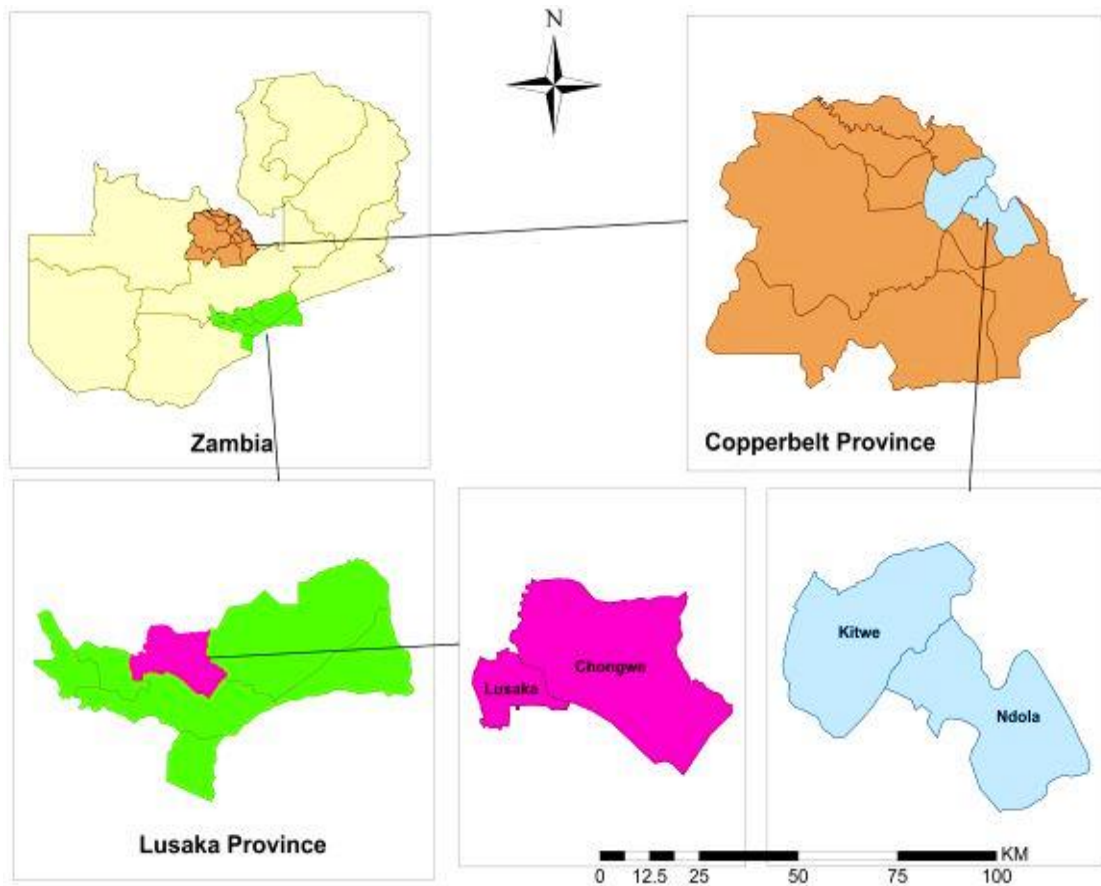 N
Zambia
Copperbelt Province
Lusaka Province
Lusaka
Chongwe
Kitwe
Ndola
KM
0 12.5 25 50 75 100